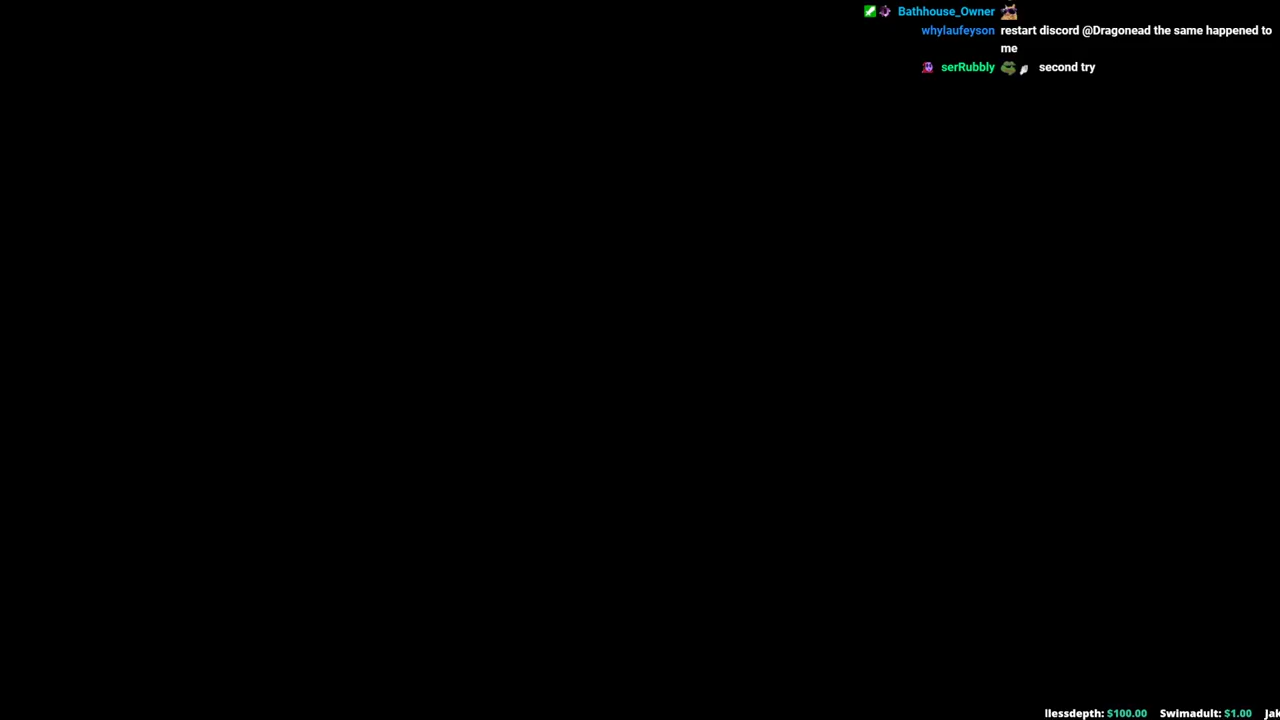 Bathhouse_Owner
whylaufeyson restart discord @Dragonead the same happened to
me
serRubbly second try
llessdepth: $100.00 Swimadult: $1.00 Jak